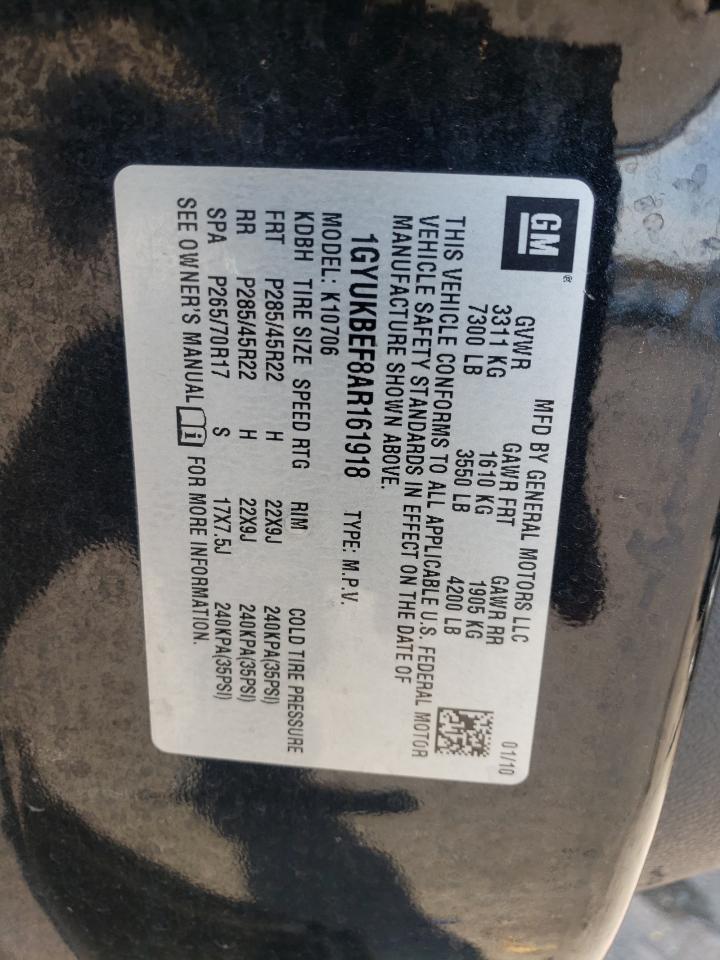 GM®
MFD BY GENERAL MOTORS LLC
01/10
GVWR GAWR FRT GAWR RR
3311 KG 1610 KG 1905 KG
7300 LB 3550 LB 4200 LB
THIS VEHICLE CONFORMS TO ALL APPLICABLE U.S. FEDERAL MOTOR
VEHICLE SAFETY STANDARDS IN EFFECT ON THE DATE OF
MANUFACTURE SHOWN ABOVE.
1GYUKBEF8AR161918 TYPE: M.P.V.
MODEL: K10706
KDBH TIRE SIZE SPEED RTG RIM COLD TIRE PRESSURE
FRT P285/45R22 H 22X9J 240KPA(35PSI)
RR P285/45R22 H 22X9J 240KPA(35PSI)
SPA P265/70R17 S 17X7.5J 240KPA(35PSI)
SEE OWNER'S MANUAL i FOR MORE INFORMATION.